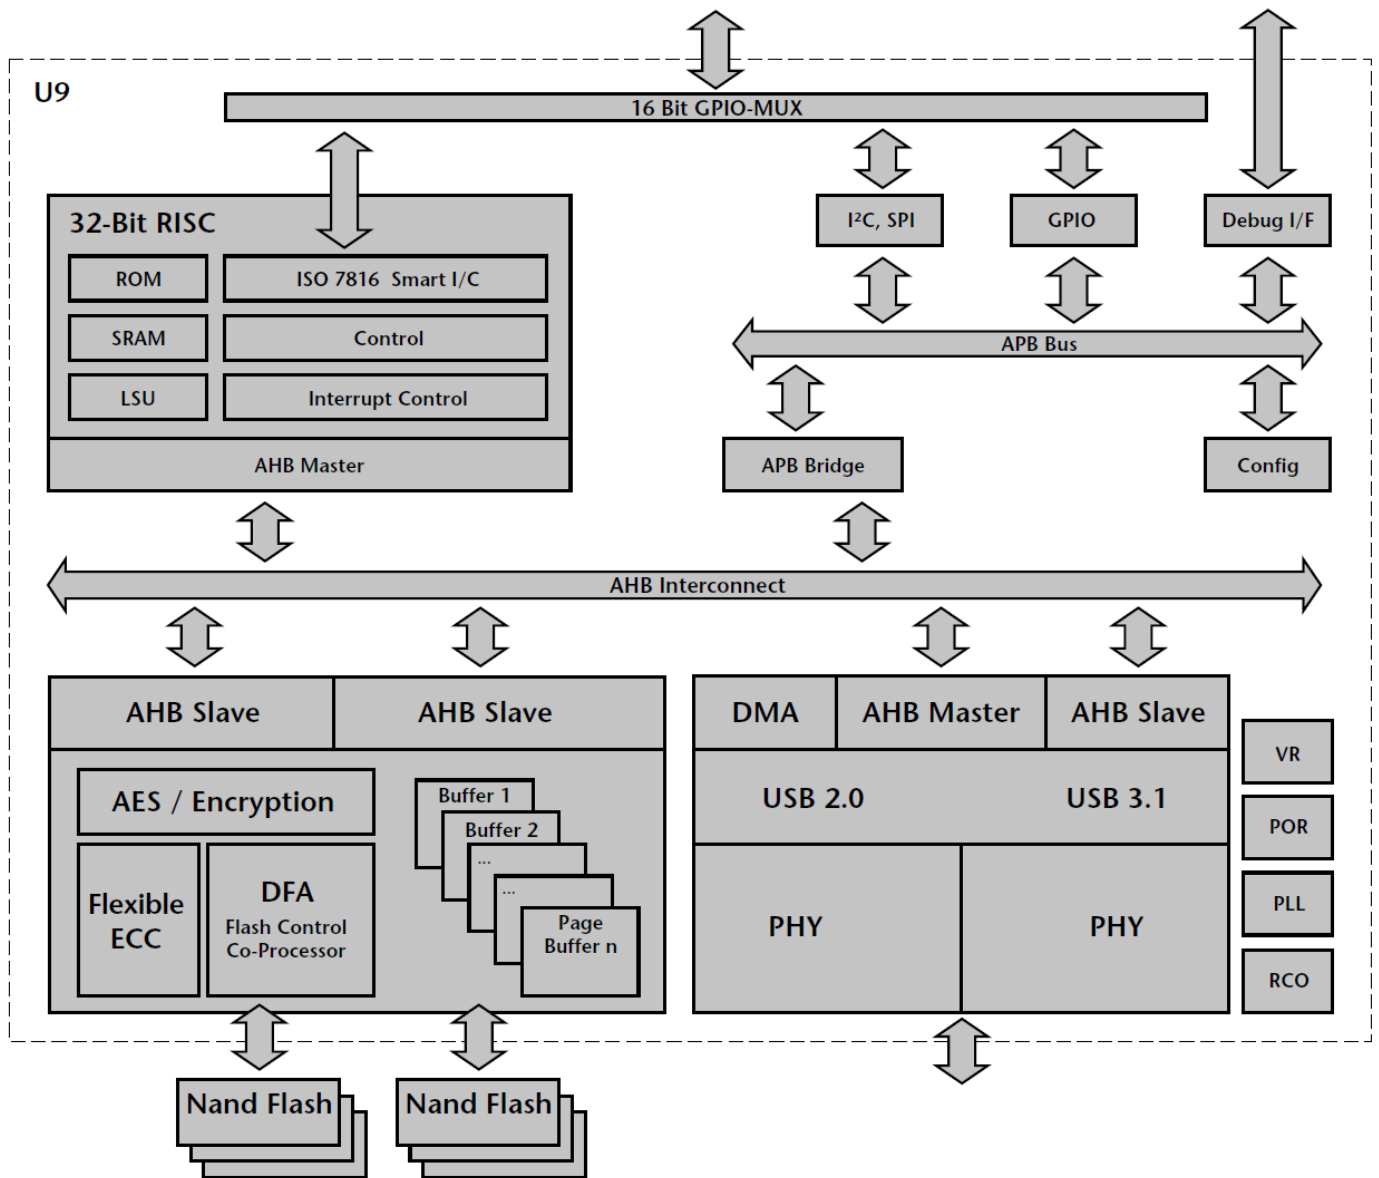 U9
16 Bit GPIO-MUX
32-Bit RISC
ROM
ISO 7816 Smart I/C
SRAM
Control
LSU
Interrupt Control
AHB Master
I²C, SPI
GPIO
Debug I/F
APB Bus
APB Bridge
Config
AHB Interconnect
AHB Slave
AHB Slave
AES / Encryption
Flexible
ECC
DFA
Flash Control
Co-Processor
Buffer 1
Buffer 2
...
...
Page
Buffer n
DMA
AHB Master
AHB Slave
USB 2.0
USB 3.1
PHY
PHY
VR
POR
PLL
RCO
Nand Flash
Nand Flash